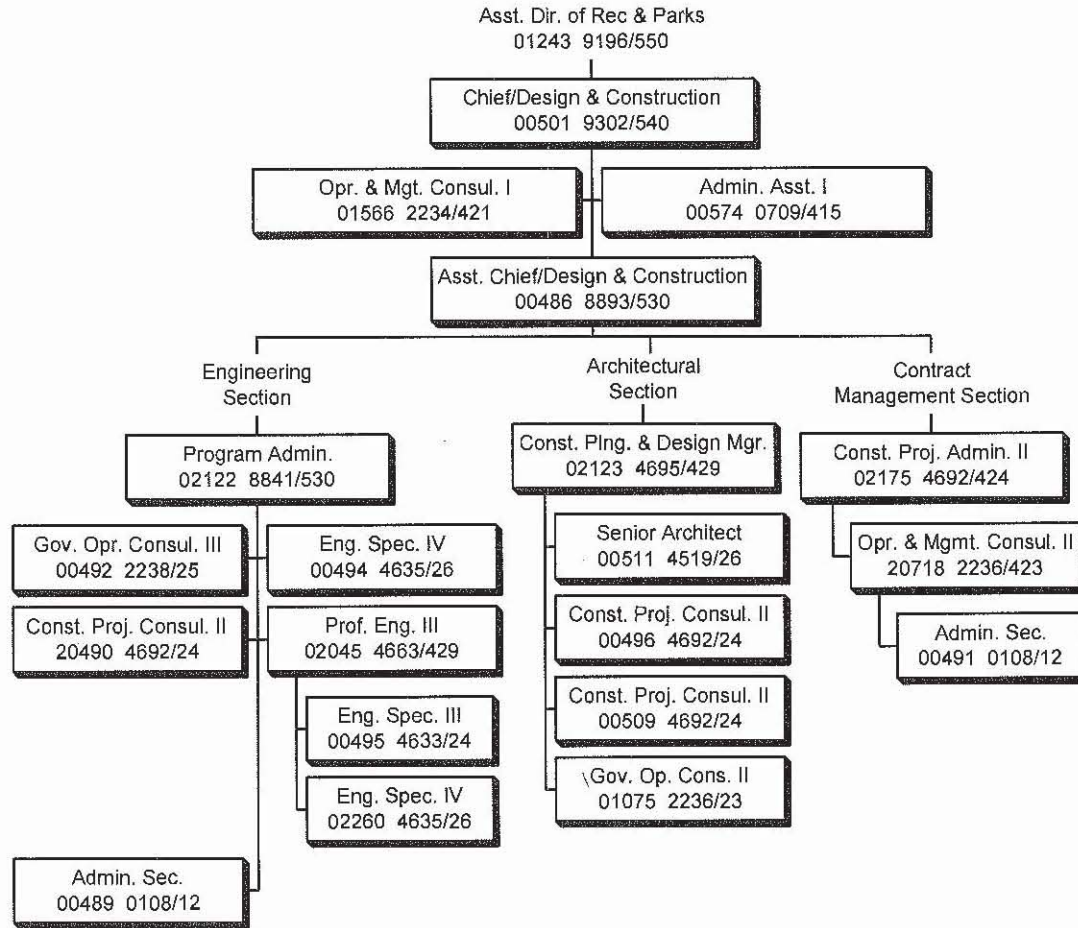 Asst. Dir. of Rec & Parks
01243 9196/550
Chief/Design & Construction
00501 9302/540
Opr. & Mgt. Consul. I
01566 2234/421
Admin. Asst. I
00574 0709/415
Asst. Chief/Design & Construction
00486 8893/530
Engineering
Section
Program Admin.
02122 8841/530
Gov. Opr. Consul. III
00492 2238/25
Eng. Spec. IV
00494 4635/26
Const. Proj. Consul. II
20490 4692/24
Prof. Eng. III
02045 4663/429
Eng. Spec. III
00495 4633/24
Eng. Spec. IV
02260 4635/26
Admin. Sec.
00489 0108/12
Architectural
Section
Const. Plng. & Design Mgr.
02123 4695/429
Senior Architect
00511 4519/26
Const. Proj. Consul. II
00496 4692/24
Const. Proj. Consul. II
00509 4692/24
Gov. Op. Cons. II
01075 2236/23
Contract
Management Section
Const. Proj. Admin. II
02175 4692/424
Opr. & Mgmt. Consul. II
20718 2236/423
Admin. Sec.
00491 0108/12